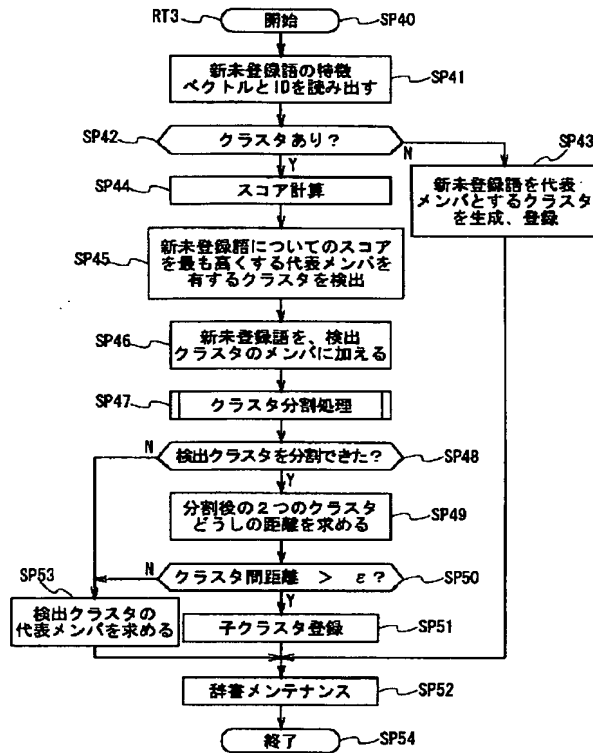 RT3
開始
SP40
新未登録語の特徴
ベクトルとIDを読み出す
SP41
SP42
クラスタあり？
N
Y
SP43
新未登録語を代表
メンバとするクラスタ
を生成、登録
SP44
スコア計算
SP45
新未登録語についてのスコア
を最も高くする代表メンバを
有するクラスタを検出
SP46
新未登録語を、検出
クラスタのメンバに加える
SP47
クラスタ分割処理
N
検出クラスタを分割できた？
SP48
Y
分割後の２つのクラスタ
どうしの距離を求める
SP49
N
クラスタ間距離 ＞ ε？
SP50
Y
SP53
検出クラスタの
代表メンバを求める
子クラスタ登録
SP51
辞書メンテナンス
SP52
終了
SP54